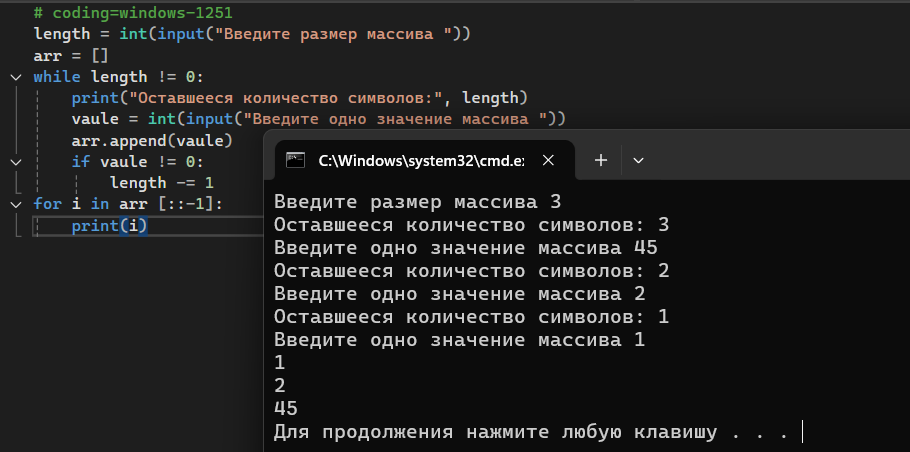 # coding=windows-1251
length = int(input("Введите размер массива "))
arr = []
while length != 0:
    print("Оставшееся количество символов:", length)
    vaule = int(input("Введите одно значение массива "))
    arr.append(vaule)
    if vaule != 0:
        length -= 1
for i in arr [::-1]:
    print(i)
C:\Windows\system32\cmd.e
Введите размер массива 3
Оставшееся количество символов: 3
Введите одно значение массива 45
Оставшееся количество символов: 2
Введите одно значение массива 2
Оставшееся количество символов: 1
Введите одно значение массива 1
1
2
45
Для продолжения нажмите любую клавишу . . .